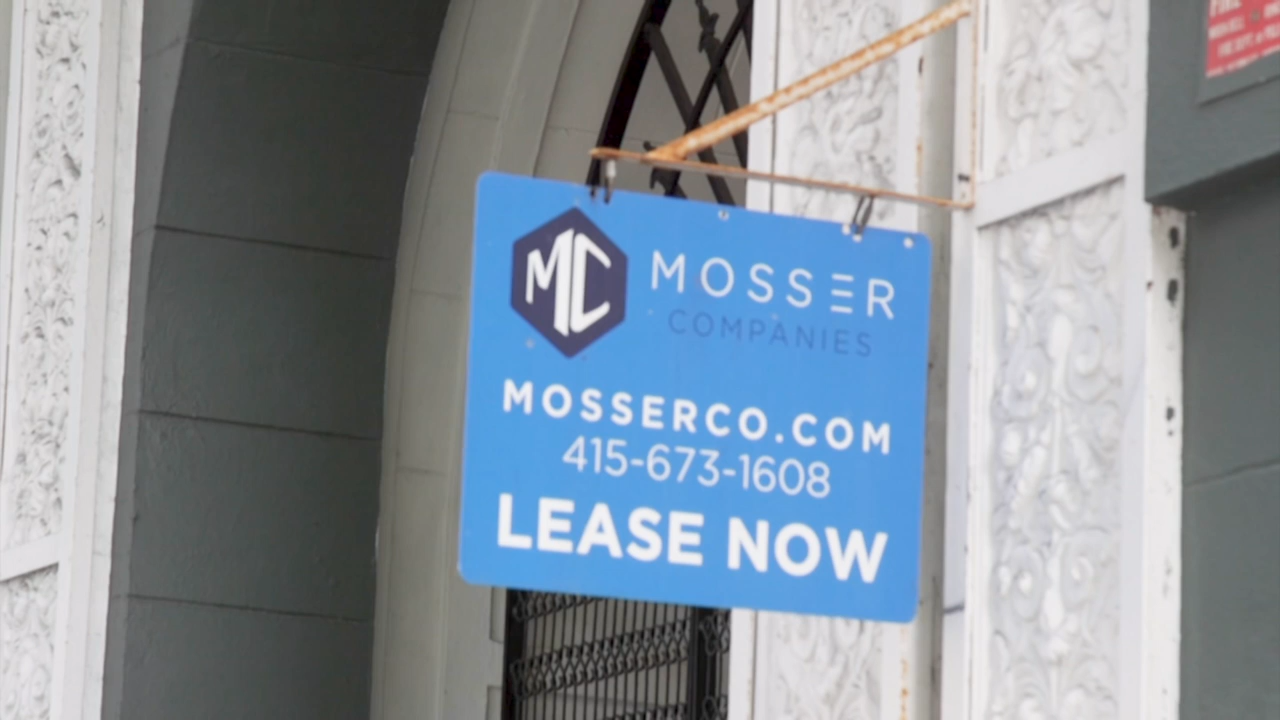 MC
MOSSER
COMPANIES
MOSSERCO.COM
415-673-1608
LEASE NOW